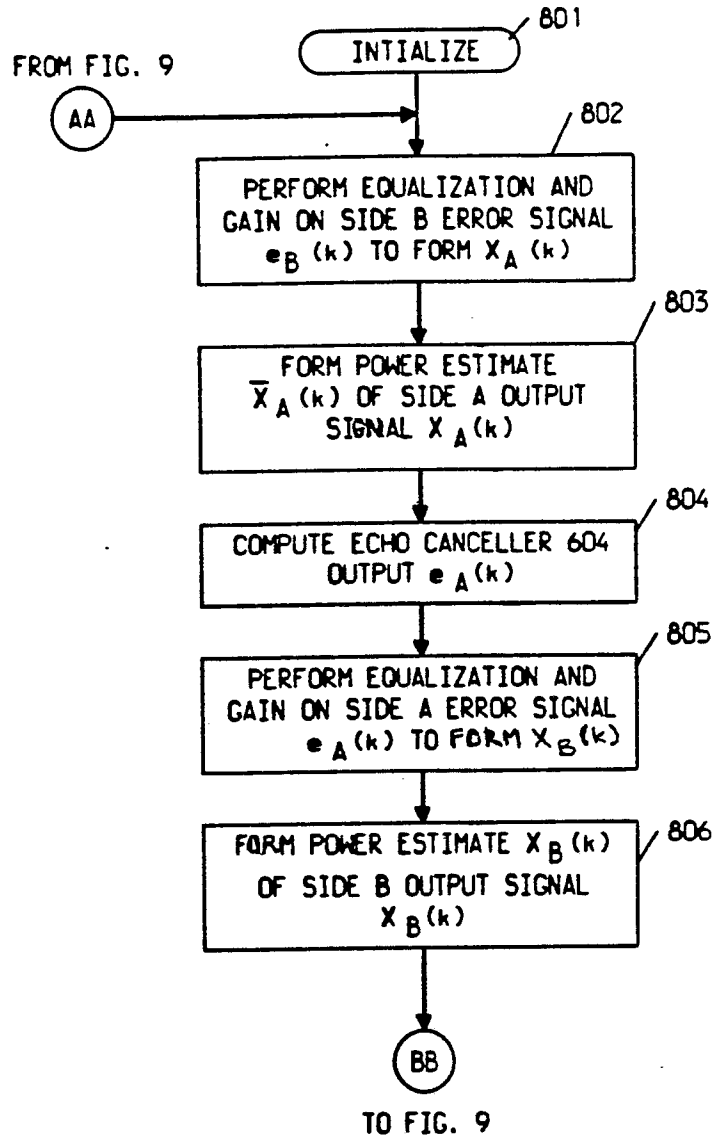 801
INTIALIZE
FROM FIG. 9
AA
802
PERFORM EQUALIZATION AND
GAIN ON SIDE B ERROR SIGNAL
e_B (k) TO FORM X_A (k)
803
FORM POWER ESTIMATE
X̅_A (k) OF SIDE A OUTPUT
SIGNAL X_A (k)
804
COMPUTE ECHO CANCELLER 604
OUTPUT e_A (k)
805
PERFORM EQUALIZATION AND
GAIN ON SIDE A ERROR SIGNAL
e_A (k) TO FORM X_B (k)
806
FORM POWER ESTIMATE X_B (k)
OF SIDE B OUTPUT SIGNAL
X_B (k)
BB
TO FIG. 9